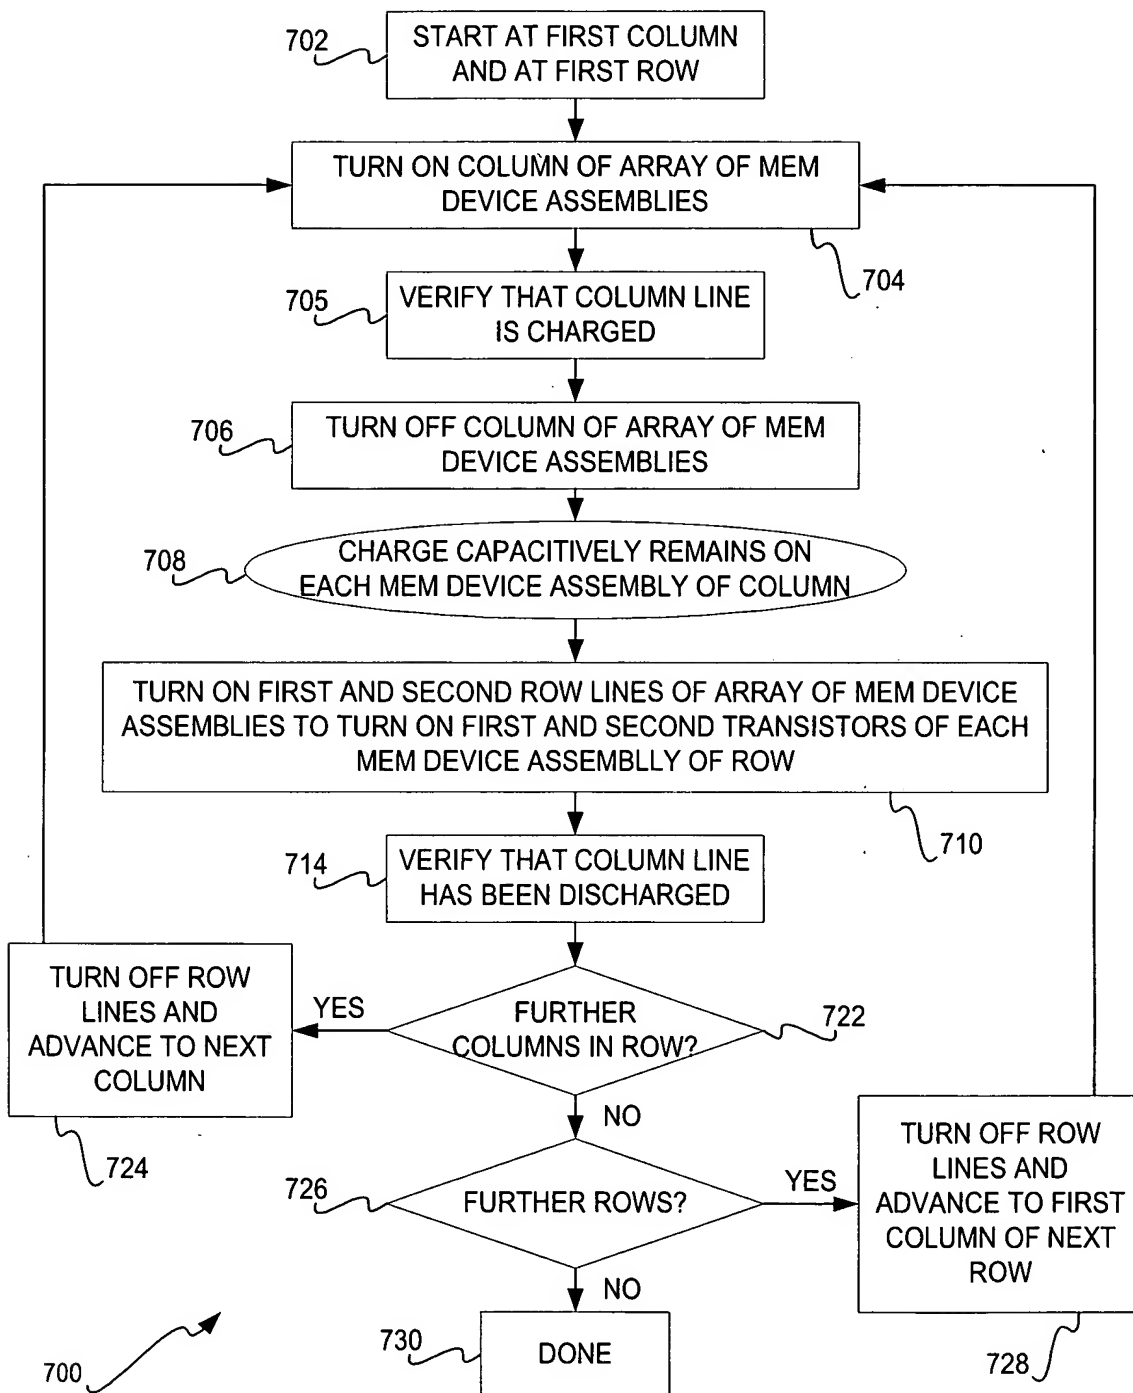 702
START AT FIRST COLUMN
AND AT FIRST ROW
TURN ON COLUMN OF ARRAY OF MEM
DEVICE ASSEMBLIES
704
705
VERIFY THAT COLUMN LINE
IS CHARGED
706
TURN OFF COLUMN OF ARRAY OF MEM
DEVICE ASSEMBLIES
708
CHARGE CAPACITIVELY REMAINS ON
EACH MEM DEVICE ASSEMBLY OF COLUMN
TURN ON FIRST AND SECOND ROW LINES OF ARRAY OF MEM DEVICE
ASSEMBLIES TO TURN ON FIRST AND SECOND TRANSISTORS OF EACH
MEM DEVICE ASSEMBLLY OF ROW
710
714
VERIFY THAT COLUMN LINE
HAS BEEN DISCHARGED
TURN OFF ROW
LINES AND
ADVANCE TO NEXT
COLUMN
724
YES
FURTHER
COLUMNS IN ROW?
722
NO
726
FURTHER ROWS?
YES
TURN OFF ROW
LINES AND
ADVANCE TO FIRST
COLUMN OF NEXT
ROW
728
NO
730
DONE
700